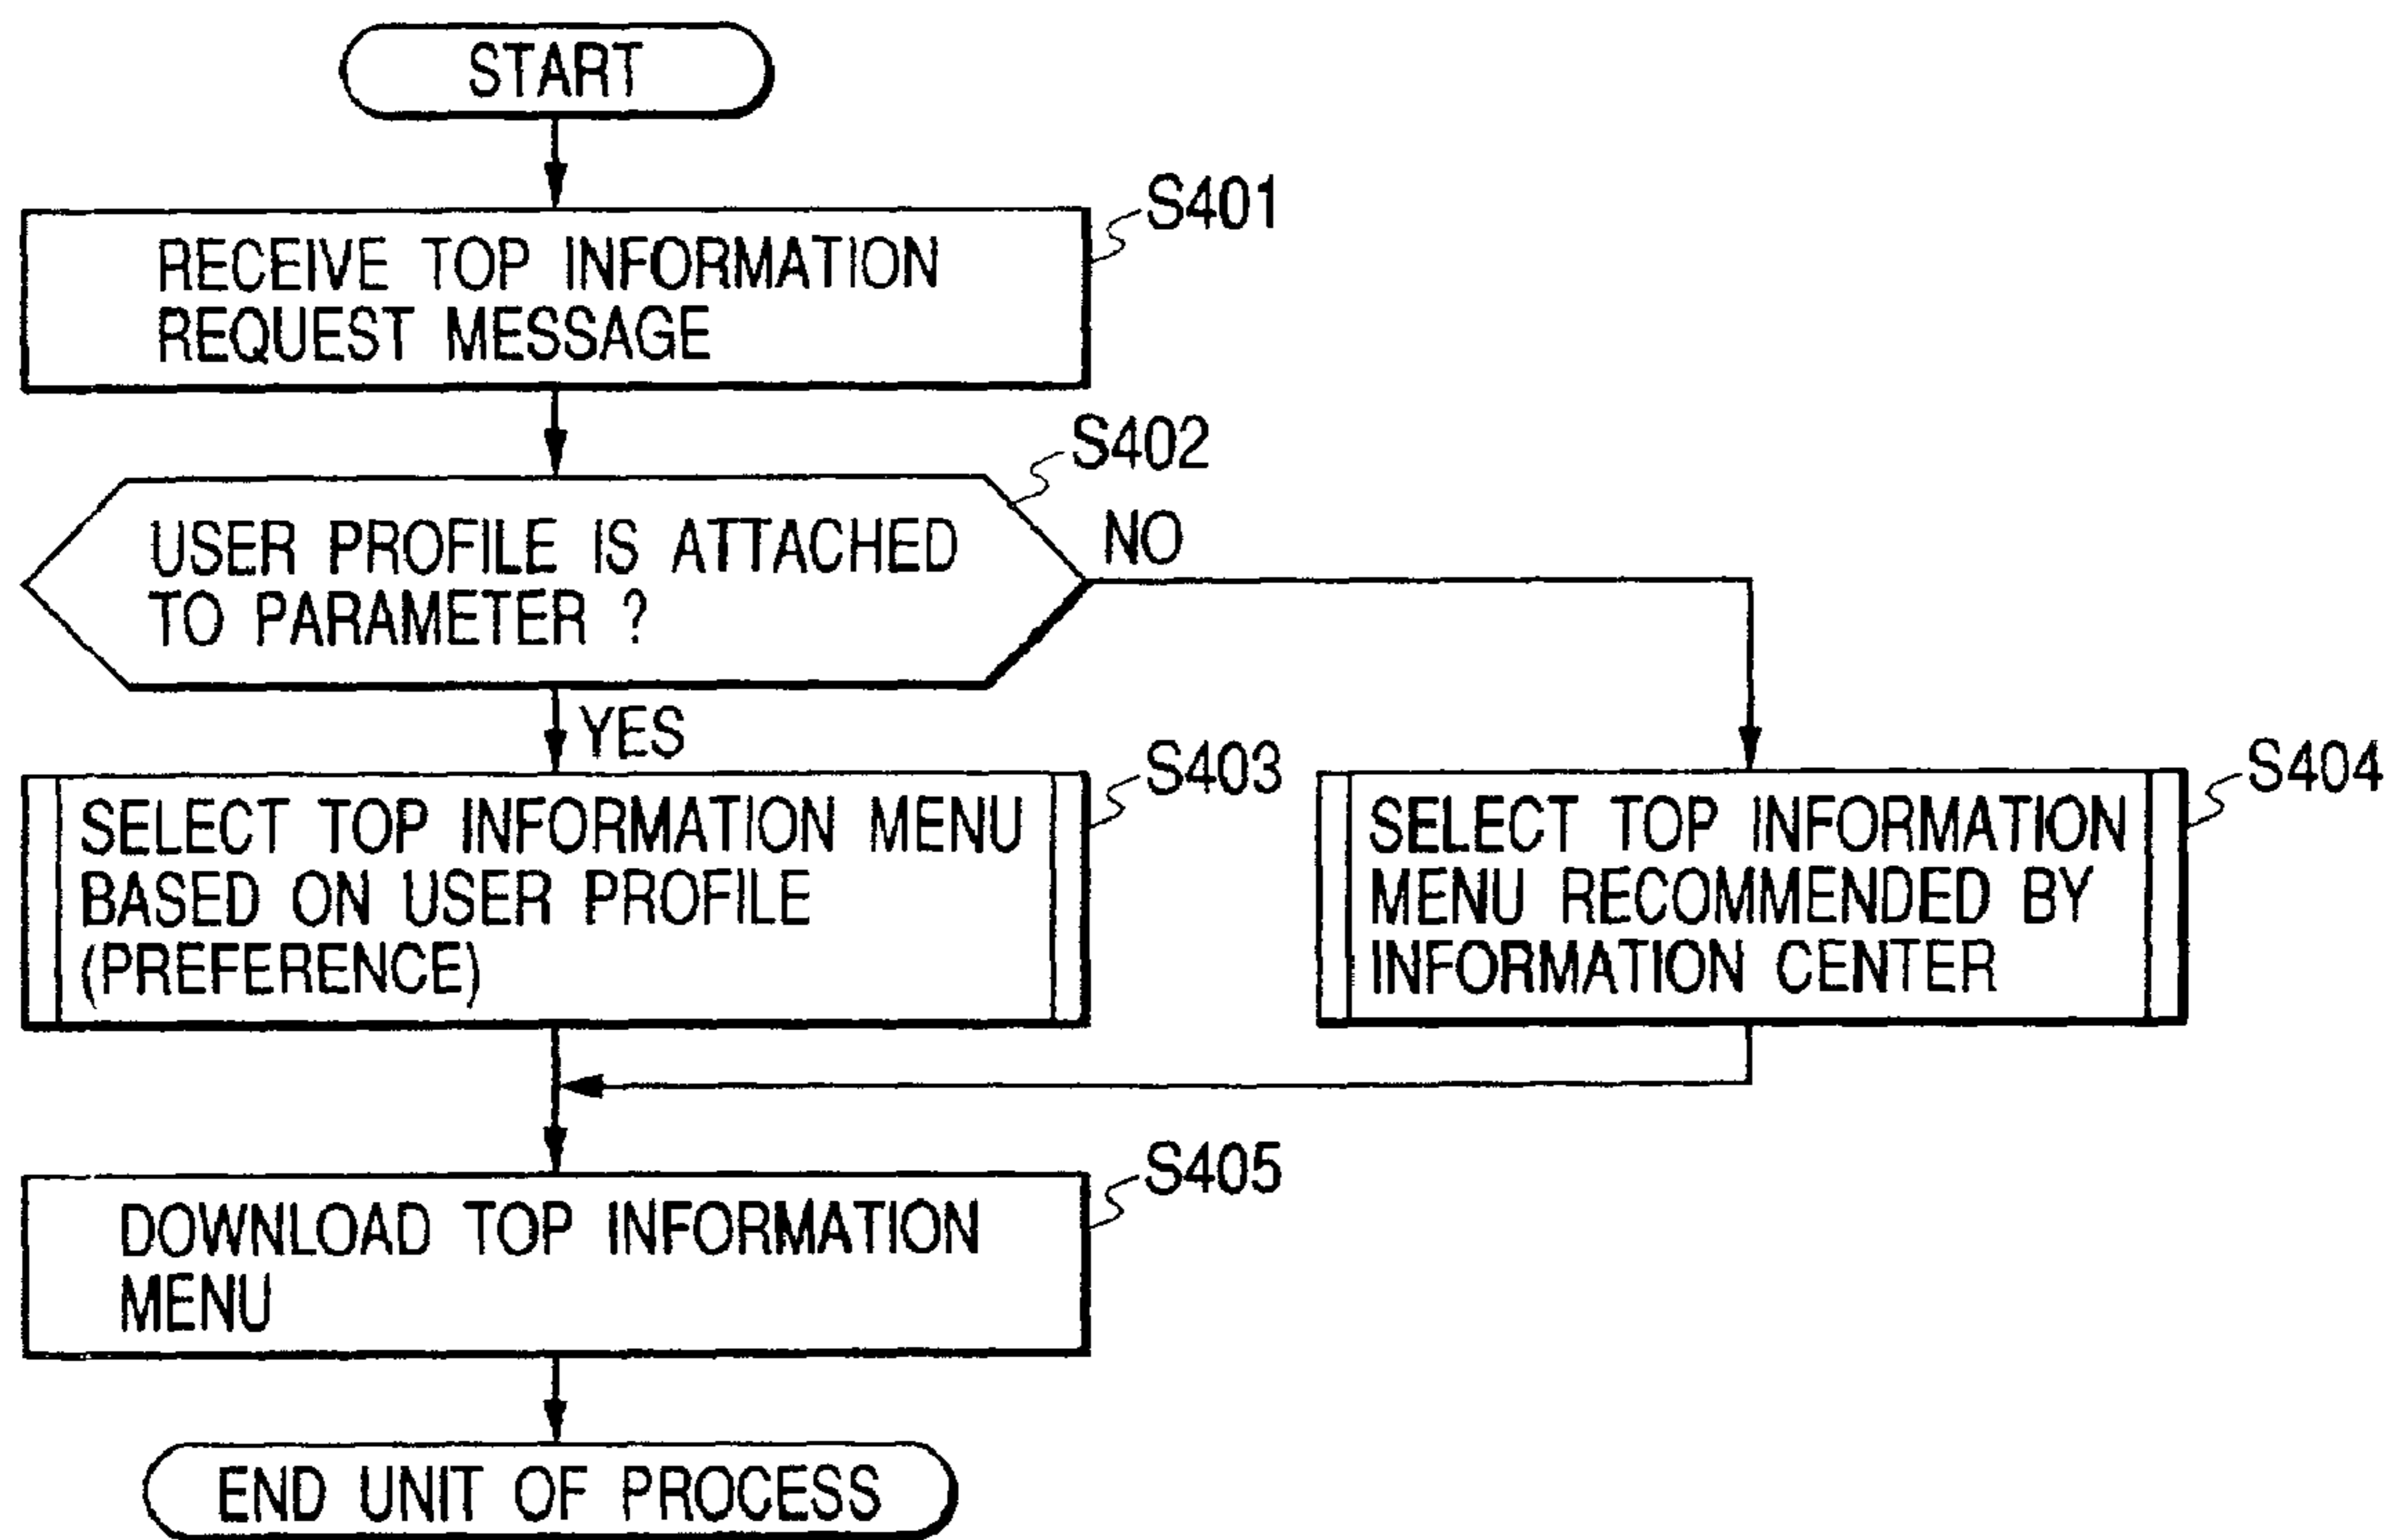 START
S401
RECEIVE TOP INFORMATION
REQUEST MESSAGE
S402
USER PROFILE IS ATTACHED
TO PARAMETER ?
NO
YES
S403
SELECT TOP INFORMATION MENU
BASED ON USER PROFILE
(PREFERENCE)
S404
SELECT TOP INFORMATION
MENU RECOMMENDED BY
INFORMATION CENTER
S405
DOWNLOAD TOP INFORMATION
MENU
END UNIT OF PROCESS